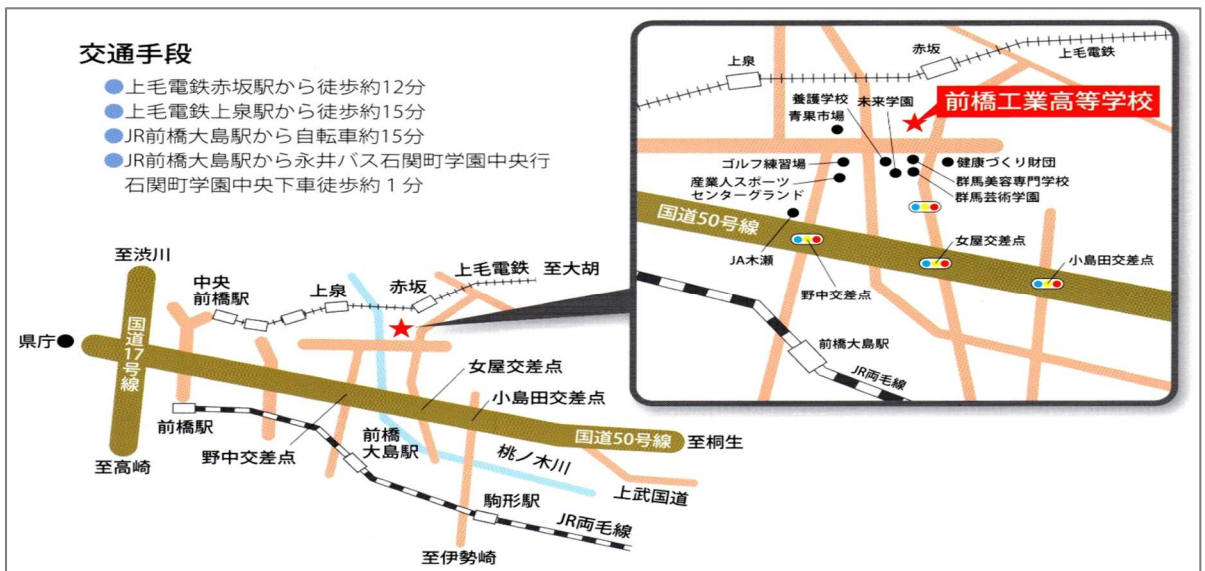 交通手段
●上毛電鉄赤坂駅から徒歩約12分
●上毛電鉄上泉駅から徒歩約15分
●JR前橋大島駅から自転車約15分
●JR前橋大島駅から永井バス石関町学園中央行
石関町学園中央下車徒歩約1分
至渋川
中央
前橋駅
上泉
赤坂
上毛電鉄
至大胡
県庁
国道17号線
女屋交差点
小島田交差点
前橋駅
前橋
大島駅
国道50号線
至桐生
至高崎
野中交差点
桃ノ木川
上武国道
駒形駅
JR両毛線
至伊勢崎
上泉
赤坂
上毛電鉄
前橋工業高等学校
養護学校
未来学園
青果市場
ゴルフ練習場
健康づくり財団
産業人スポーツ
センターグランド
群馬美容専門学校
群馬芸術学園
国道50号線
JA木瀬
女屋交差点
小島田交差点
野中交差点
前橋大島駅
JR両毛線